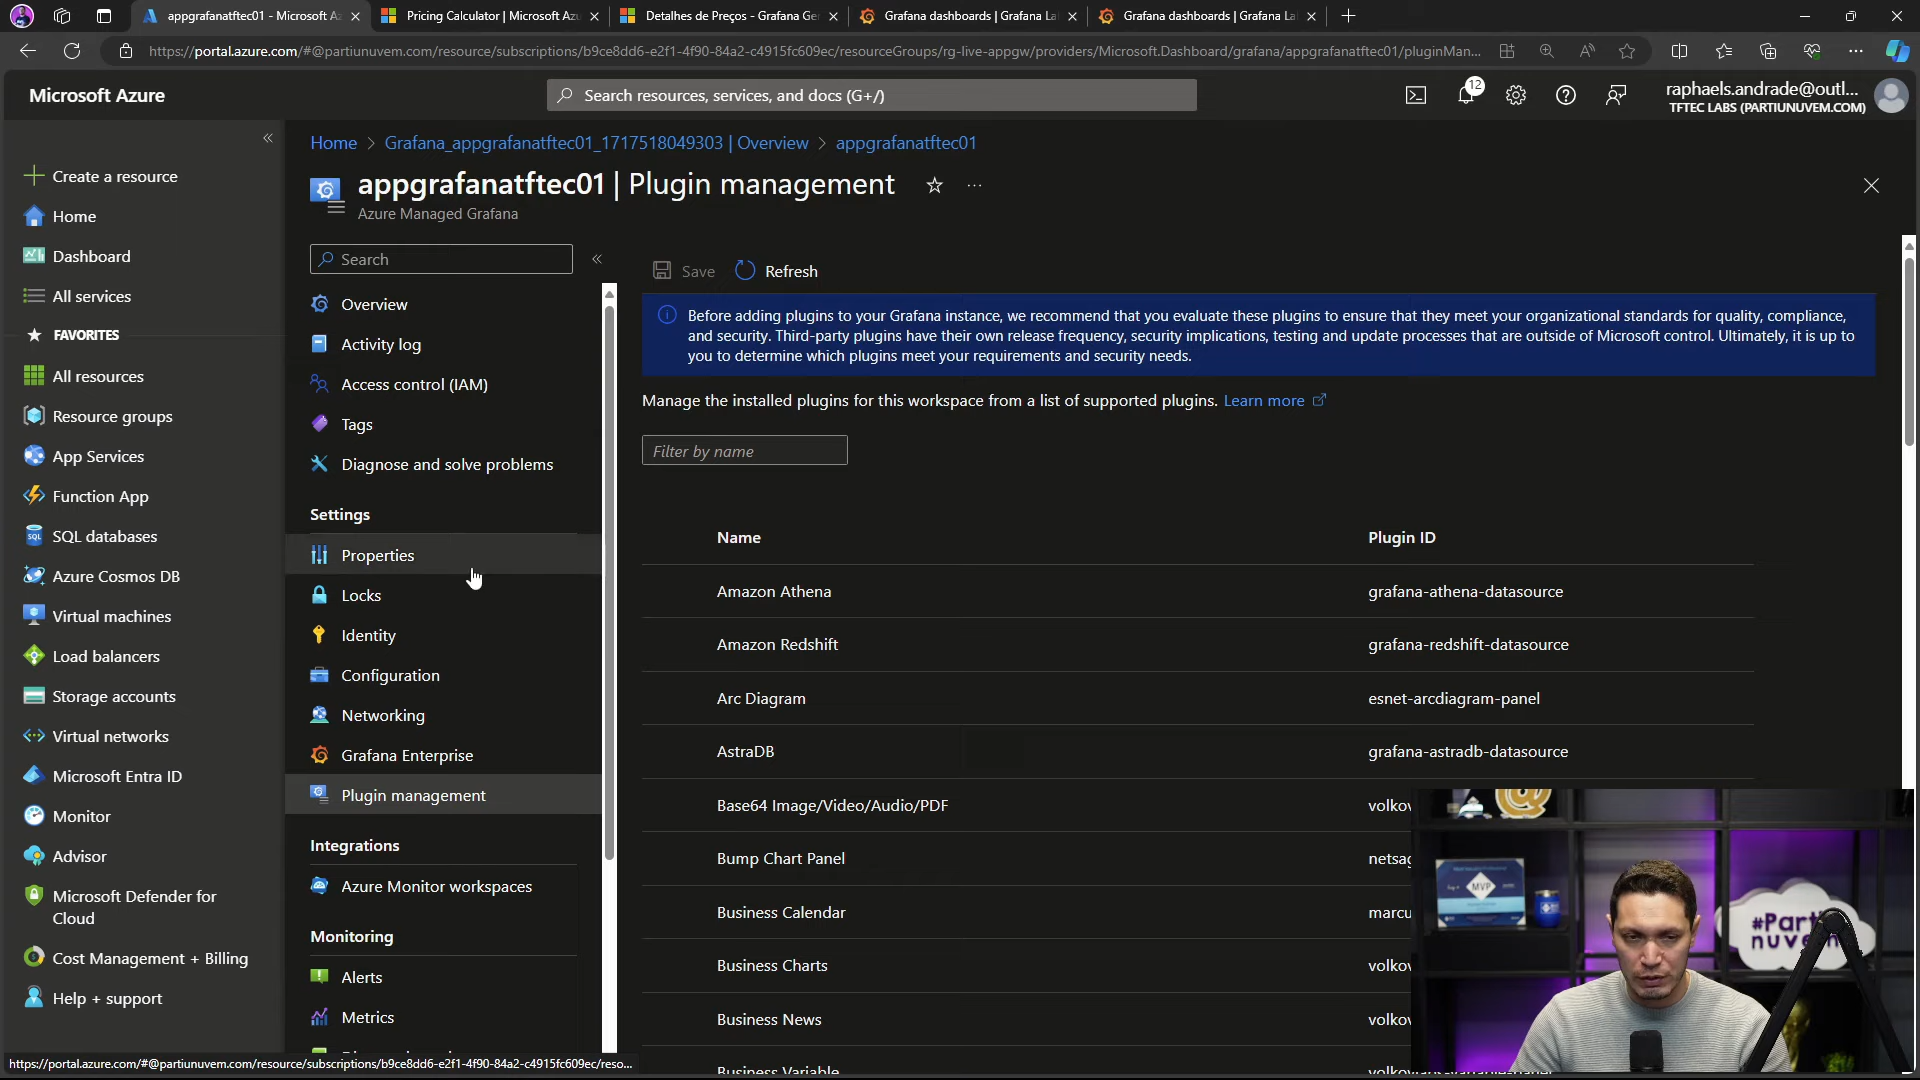 appgrafanatftec01 - Microsoft Az
Pricing Calculator | Microsoft Azu
Detalhes de Preços - Grafana Ger
Grafana dashboards | Grafana La
Grafana dashboards | Grafana La
https://portal.azure.com/#@partiunuvem.com/resource/subscriptions/b9ce8dd6-e2f1-4f90-84a2-c4915fc609ec/resourceGroups/rg-live-appgw/providers/Microsoft.Dashboard/grafana/appgrafanatftec01/pluginMan...
Microsoft Azure
Search resources, services, and docs (G+/)
12
raphaels.andrade@outl...
TFTEC LABS (PARTIUNUVEM.COM)
Home > Grafana_appgrafanatftec01_1717518049303 | Overview > appgrafanatftec01
appgrafanatftec01 | Plugin management
Azure Managed Grafana
Create a resource
Home
Dashboard
All services
FAVORITES
All resources
Resource groups
App Services
Function App
SQL databases
Azure Cosmos DB
Virtual machines
Load balancers
Storage accounts
Virtual networks
Microsoft Entra ID
Monitor
Advisor
Microsoft Defender for
Cloud
Cost Management + Billing
Help + support
Search
Overview
Activity log
Access control (IAM)
Tags
Diagnose and solve problems
Settings
Properties
Locks
Identity
Configuration
Networking
Grafana Enterprise
Plugin management
Integrations
Azure Monitor workspaces
Monitoring
Alerts
Metrics
Save
Refresh
Before adding plugins to your Grafana instance, we recommend that you evaluate these plugins to ensure that they meet your organizational standards for quality, compliance,
and security. Third-party plugins have their own release frequency, security implications, testing and update processes that are outside of Microsoft control. Ultimately, it is up to
you to determine which plugins meet your requirements and security needs.
Manage the installed plugins for this workspace from a list of supported plugins. Learn more
Filter by name
Name Plugin ID
Amazon Athena grafana-athena-datasource
Amazon Redshift grafana-redshift-datasource
Arc Diagram esnet-arcdiagram-panel
AstraDB grafana-astradb-datasource
Base64 Image/Video/Audio/PDF volkov
Bump Chart Panel netsag
Business Calendar marcu
Business Charts volkov
Business News volkov
Business Variable
MVP
#Parti
nuvem
https://portal.azure.com/#@partiunuvem.com/resource/subscriptions/b9ce8dd6-e2f1-4f90-84a2-c4915fc609ec/reso...